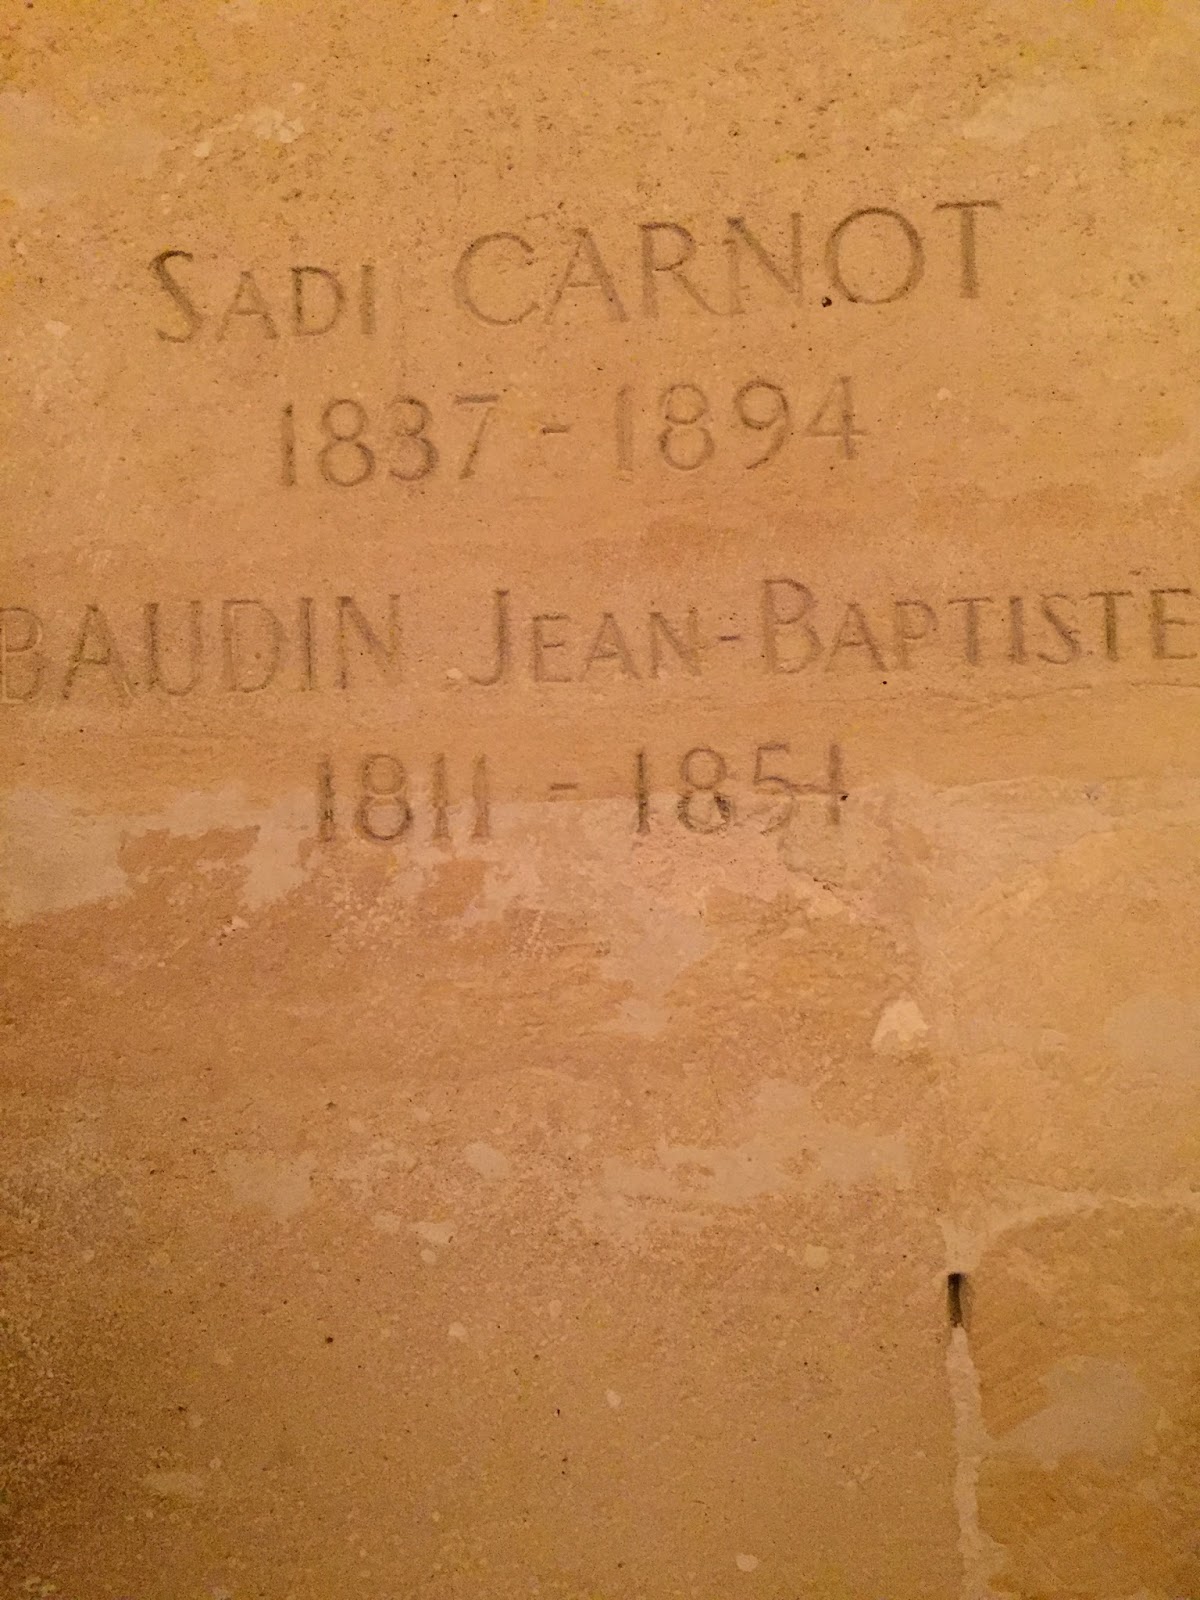 SADI CARNOT
1837 - 1894
BAUDIN JEAN-BAPTISTE
1811 - 1851